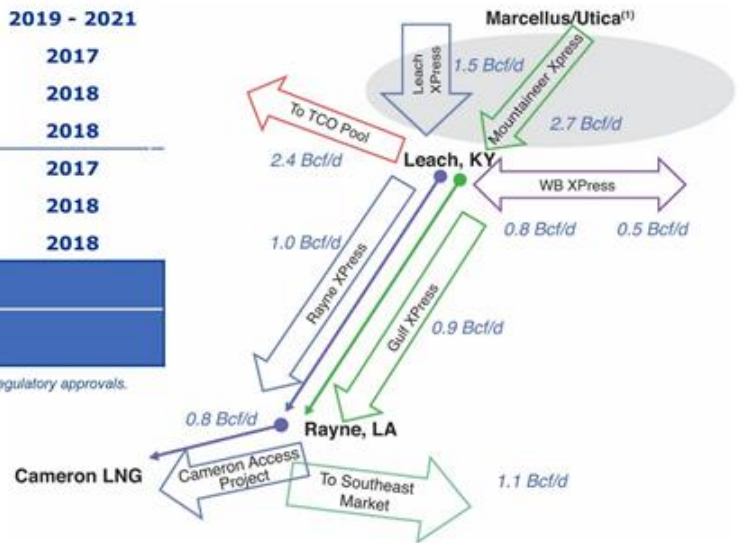 2019 - 2021
2017
2018
2018
2017
2018
2018
regulatory approvals.
Marcellus/Utica(1)
Leach
XPress
1.5 Bcf/d
Mountaineer Xpress
2.7 Bcf/d
To TCO Pool
2.4 Bcf/d
Leach, KY
WB XPress
0.8 Bcf/d
0.5 Bcf/d
1.0 Bcf/d
Rayne XPress
Gulf XPress
0.9 Bcf/d
0.8 Bcf/d
Rayne, LA
Cameron LNG
Cameron Access
Project
To Southeast
Market
1.1 Bcf/d